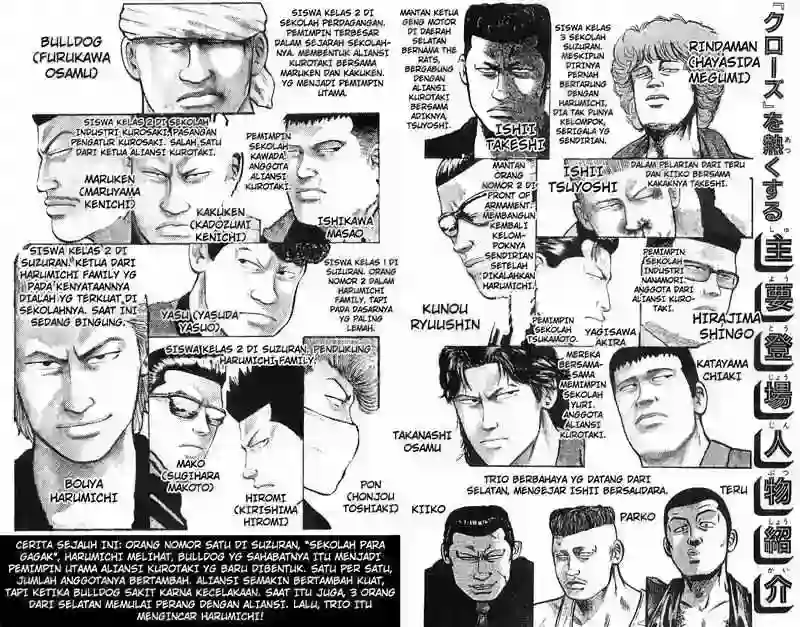 BULLDOG
(FURUKAWA
OSAMU)
SISWA KELAS 2 DI
SEKOLAH PERDAGANGAN.
PEMIMPIN TERBESAR
DALAM SEJARAH SEKOLAH-
NYA. MEMBENTUK ALIANSI
KUROTAKI BERSAMA
MARUKEN DAN KAKUKEN.
YG MENJADI PEMIMPIN
UTAMA.
SISWA KELAS 2 DI SEKOLAH
INDUSTRI KUROSAKI. PASANGAN
PENGATUR KUROSAKI. SALAH SATU
DARI KETUA ALIANSI KUROTAKI.
MARUKEN
(MARUYAMA
KENICHI)
KAKUKEN
(KADOZUMI
KENICHI)
PEMIMPIN
SEKOLAH
KAWADA.
ANGGOTA
ALIANSI
KUROTAKI.
ISHIKAWA
MASAO
SISWA KELAS 2 DI
SUZURAN. KETUA DARI
HARUMICHI FAMILY YG
PADA KENYATAANNYA
DIALAH YG TERKUAT DI
SEKOLAHNYA. SAAT INI
SEDANG BINGUNG.
BOUYA
HARUMICHI
YASU (YASUDA
YASUO)
SISWA KELAS 1 DI
SUZURAN. ORANG
NOMOR 2 DALAM
HARUMICHI
FAMILY, TAPI
PADA DASARNYA
YG PALING
LEMAH.
SISWA KELAS 2 DI SUZURAN, PENDUKUNG
HARUMICHI FAMILY.
MAKO
(SUGIHARA
MAKOTO)
HIROMI
(KIRISHIMA
HIROMI)
PON
(HONJOU
TOSHIAKI)
CERITA SEJAUH INI: ORANG NOMOR SATU DI SUZURAN, "SEKOLAH PARA
GAGAK", HARUMICHI MELIHAT, BULLDOG YG SAHABATNYA ITU MENJADI
PEMIMPIN UTAMA ALIANSI KUROTAKI YG BARU DIBENTUK. SATU PER SATU,
JUMLAH ANGGOTANYA BERTAMBAH. ALIANSI SEMAKIN BERTAMBAH KUAT,
TAPI KETIKA BULLDOG SAKIT KARNA KECELAKAAN. SAAT ITU JUGA, 3 ORANG
DARI SELATAN MEMULAI PERANG DENGAN ALIANSI. LALU, TRIO ITU
MENGINCAR HARUMICHI!
MANTAN KETUA
GENG MOTOR
DI DAERAH
SELATAN
BERNAMA THE
RATS,
BERGABUNG
DENGAN
ALIANSI
KUROTAKI
BERSAMA
ADIKNYA,
TSUYOSHI.
ISHII
TAKESHI
SISWA KELAS
3 SEKOLAH
SUZURAN.
MESKIPUN
DIRINYA
PERNAH
BERTARUNG
DENGAN
HARUMICHI,
DIA TAK PUNYA
KELOMPOK,
SERIGALA YG
SENDIRIAN.
RINDAMAN
(HAYASIDA
MEGUMI)
MANTAN
ORANG
NOMOR 2 DI
FRONT OF
ARMAMENT.
MEMBANGUN
KEMBALI
KELOM-
POKNYA
SENDIRIAN
SETELAH
DIKALAHKAN
HARUMICHI.
KUNOU
RYUUSHIN
ISHII
TSUYOSHI
DALAM PELARIAN DARI TERU
DAN KIIKO BERSAMA
KAKAKNYA TAKESHI.
PEMIMPIN
SEKOLAH
TSUKAMOTO.
YAGISAWA
AKIRA
PEMIMPIN
SEKOLAH
INDUSTRI
NANAMORI.
ANGGOTA DARI
ALIANSI KURO-
TAKI.
HIRAJIMA
SHINGO
TAKANASHI
OSAMU
MEREKA
BERSAMA-
SAMA
MEMIMPIN
SEKOLAH
YURI.
ANGGOTA
ALIANSI
KUROTAKI.
KATAYAMA
CHIAKI
TRIO BERBAHAYA YG DATANG DARI
SELATAN, MENGEJAR ISHII BERSAUDARA.
KIIKO
PARKO
TERU
『クローズ』を熱くする
主要登場人物紹介